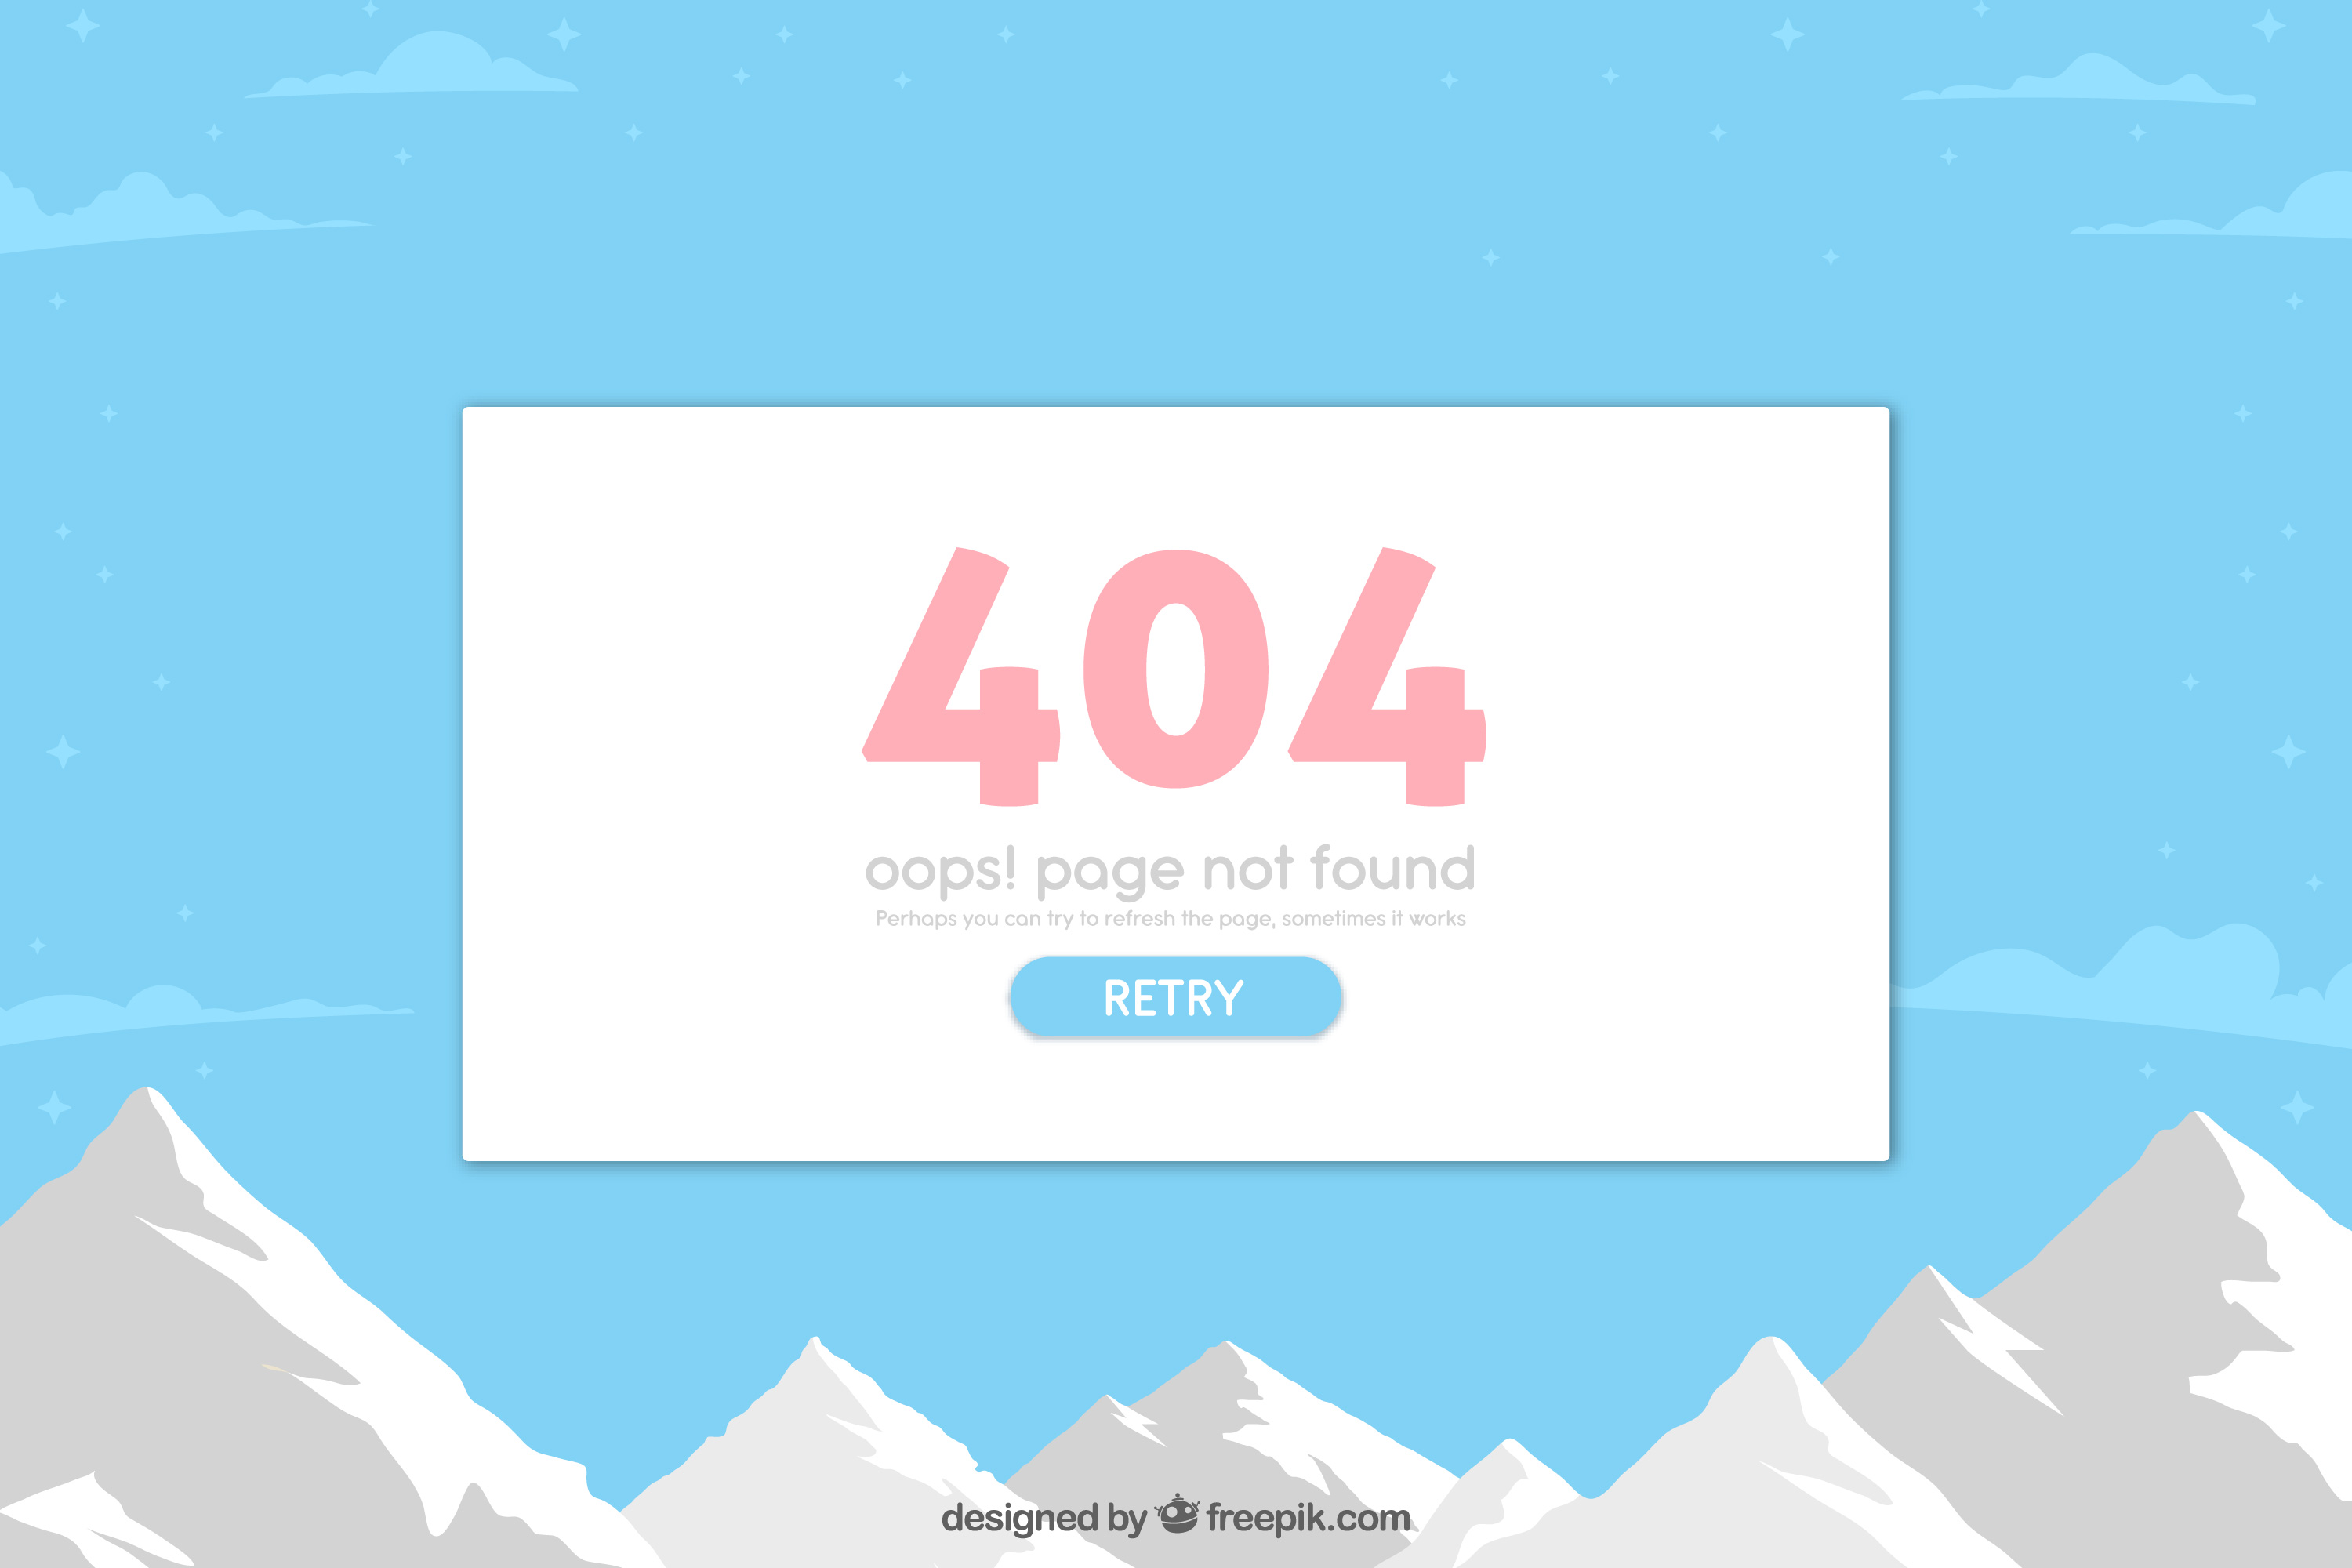 404
oops! page not found
Perhaps you can try to refresh the page, sometimes it works
RETRY
designed by freepik.com